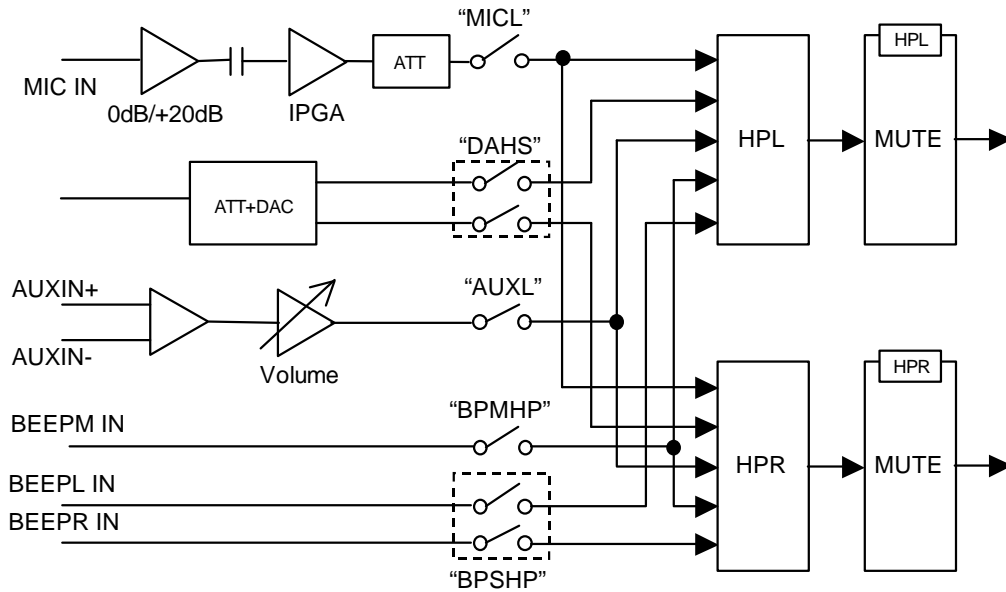 “MICL”
HPL
ATT
MIC IN
0dB/+20dB
IPGA
HPL
MUTE
“DAHS”
ATT+DAC
AUXIN+
“AUXL”
AUXIN-
Volume
HPR
“BPMHP”
BEEPM IN
HPR
MUTE
BEEPL IN
BEEPR IN
“BPSHP”